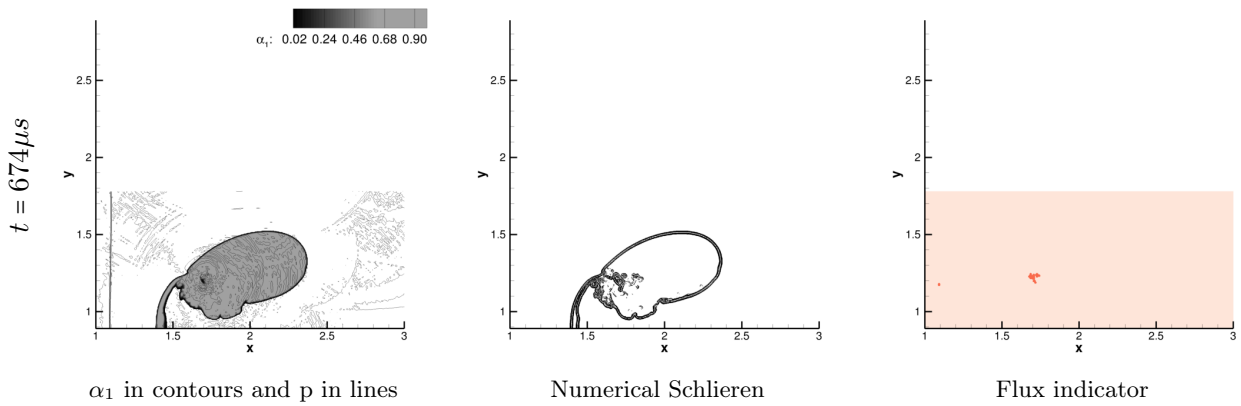 α₁: 0.02 0.24 0.46 0.68 0.90
t = 674μs
y
2.5
2
1.5
1
1 1.5 2 2.5 3
x
y
2.5
2
1.5
1
1 1.5 2 2.5 3
x
y
2.5
2
1.5
1
1 1.5 2 2.5 3
x
α₁ in contours and p in lines
Numerical Schlieren
Flux indicator